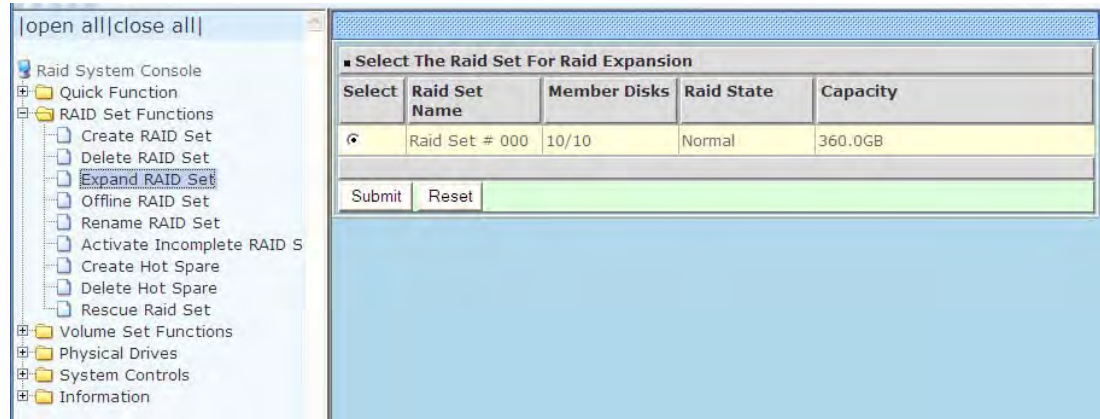 |open all|close all|
Raid System Console
Quick Function
RAID Set Functions
Create RAID Set
Delete RAID Set
Expand RAID Set
Offline RAID Set
Rename RAID Set
Activate Incomplete RAID S
Create Hot Spare
Delete Hot Spare
Rescue Raid Set
Volume Set Functions
Physical Drives
System Controls
Information
Select The Raid Set For Raid Expansion
Select Raid Set Name Member Disks Raid State Capacity
Raid Set # 000 10/10 Normal 360.0GB
Submit Reset